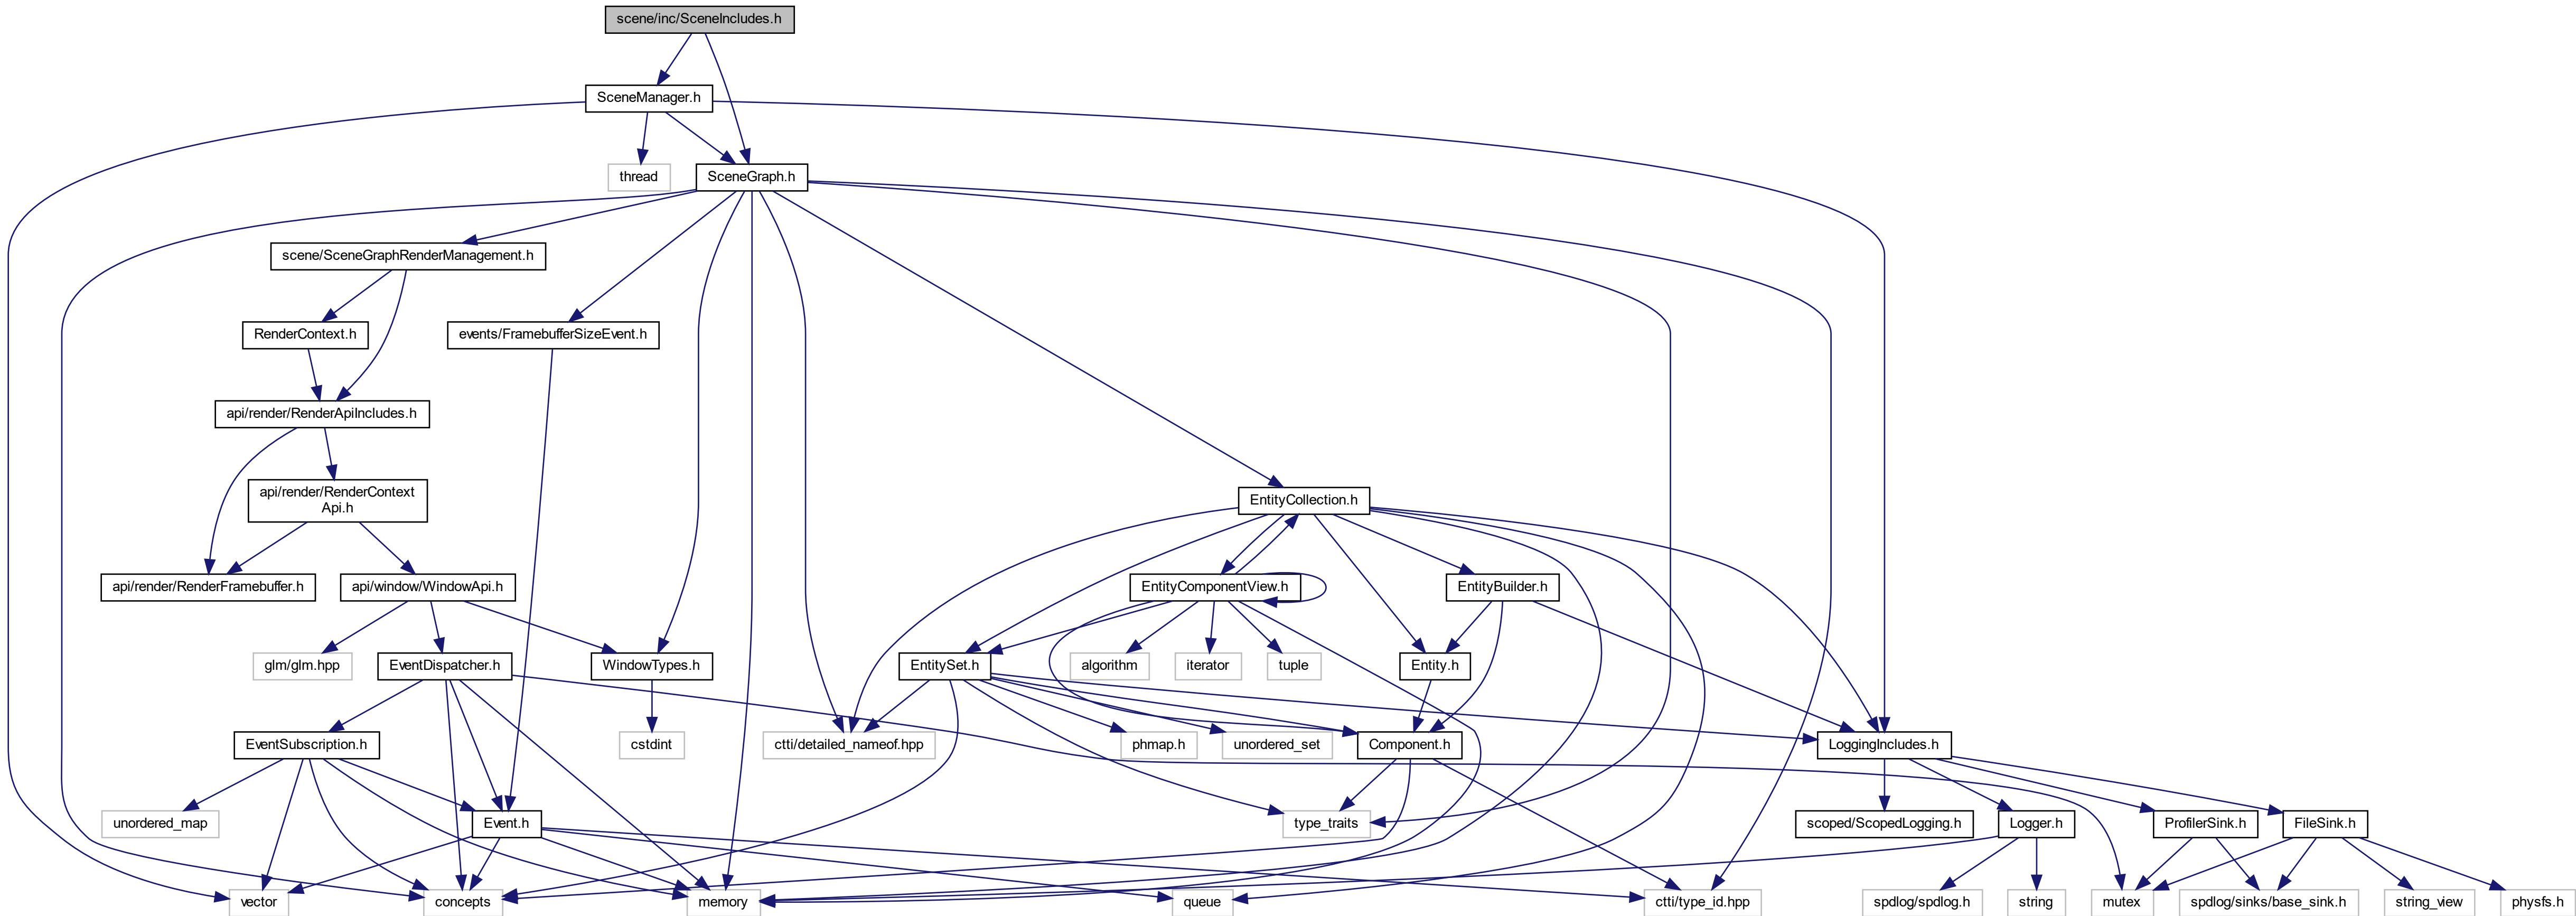 scene/inc/SceneIncludes.h
SceneManager.h
thread
SceneGraph.h
scene/SceneGraphRenderManagement.h
RenderContext.h
events/FramebufferSizeEvent.h
api/render/RenderApiIncludes.h
api/render/RenderContext
Api.h
EntityCollection.h
api/render/RenderFramebuffer.h
api/window/WindowApi.h
EntityComponentView.h
EntityBuilder.h
glm/glm.hpp
EventDispatcher.h
WindowTypes.h
EntitySet.h
algorithm
iterator
tuple
Entity.h
EventSubscription.h
cstdint
ctti/detailed_nameof.hpp
phmap.h
unordered_set
Component.h
LoggingIncludes.h
unordered_map
Event.h
type_traits
scoped/ScopedLogging.h
Logger.h
ProfilerSink.h
FileSink.h
vector
concepts
memory
queue
ctti/type_id.hpp
spdlog/spdlog.h
string
mutex
spdlog/sinks/base_sink.h
string_view
physfs.h